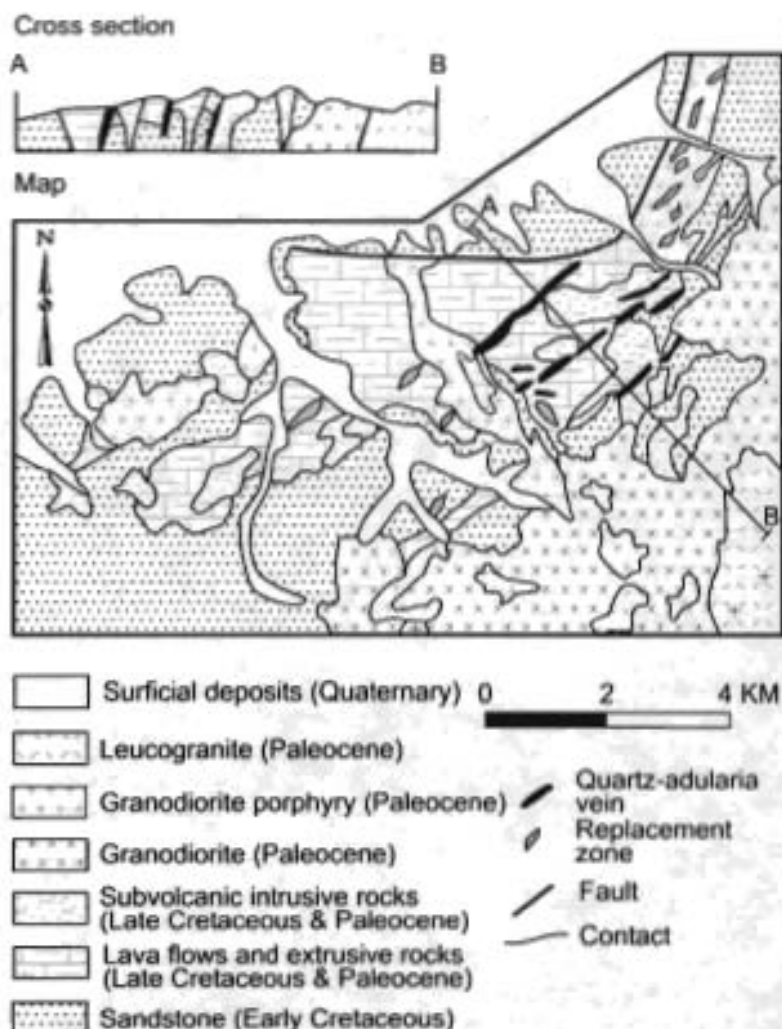 Cross section
A
B
Map
A
N
S
B
Surficial deposits (Quaternary)
0 2 4 KM
Leucogranite (Paleocene)
Granodiorite porphyry (Paleocene)
Granodiorite (Paleocene)
Subvolcanic intrusive rocks
(Late Cretaceous & Paleocene)
Lava flows and extrusive rocks
(Late Cretaceous & Paleocene)
Sandstone (Early Cretaceous)
Quartz-adularia
vein
Replacement
zone
Fault
Contact